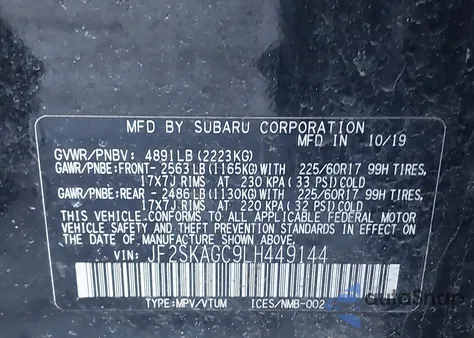 MFD BY SUBARU CORPORATION
MFD IN 10/19
GVWR/PNBV: 4891LB(2223KG)
GAWR/PNBE:FRONT-2563LB(1165KG) WITH 225/60R17 99H TIRES,
17X7J RIMS AT 230 KPA(33 PSI)COLD
GAWR/PNBE:REAR -2486LB(1130KG) WITH 225/60R17 99H TIRES,
17X7J RIMS AT 220 KPA(32 PSI)COLD
THIS VEHICLE CONFORMS TO ALL APPLICABLE FEDERAL MOTOR
VEHICLE SAFETY AND THEFT PREVENTION STANDARDS IN EFFECT
ON THE DATE OF MANUFACTURE SHOWN ABOVE.
VIN: JF2SKAGC9LH449144
TYPE:MPV/VTUM ICES/NMB-002
autoSnap